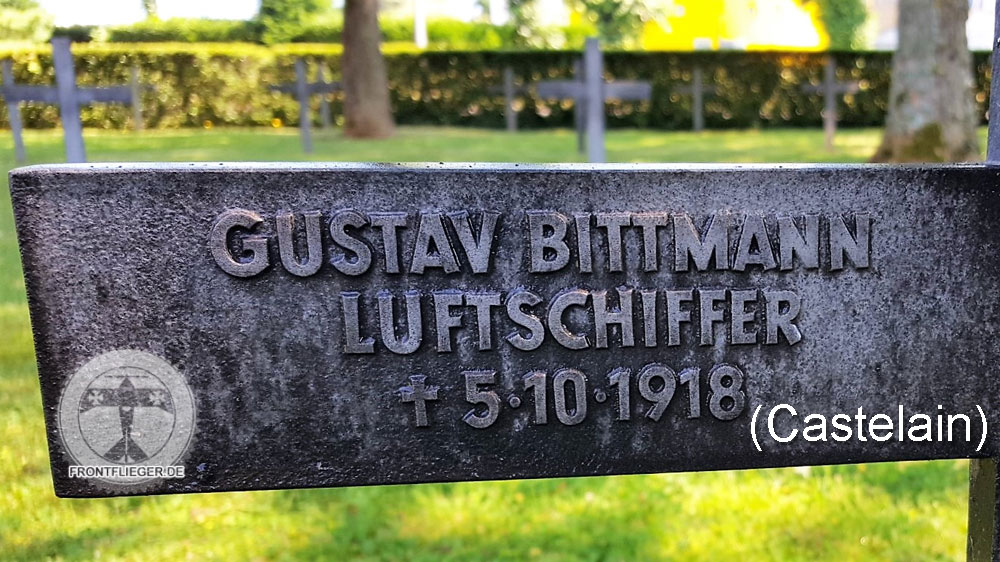 GUSTAV BITTMANN
LUFTSCHIFFER
✝ 5·10·1918
(Castelain)
FRONTFLIEGER.DE